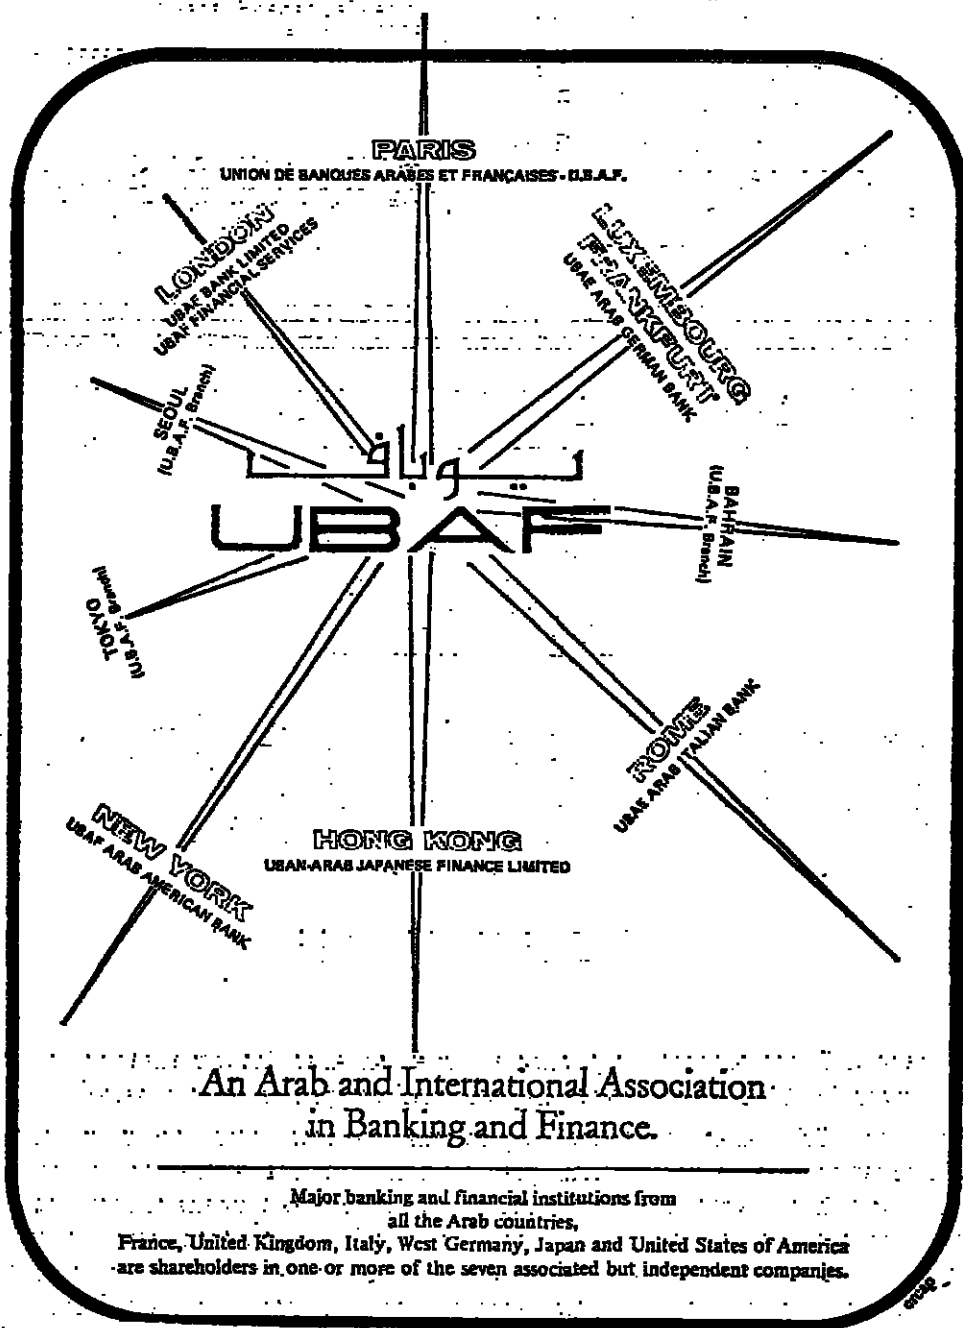 PARIS
UNION DE BANQUES ARABES ET FRANÇAISES - U.B.A.F.
LONDON
UBAF BANK LIMITED
UBAF FINANCIAL SERVICES
LUXEMBOURG
FRANKFURT
UBAE ARAB GERMAN BANK
SEOUL
(U.B.A.F. Branch)
BAHRAIN
(U.B.A.F. Branch)
UBAF
TOKYO
(U.B.A.F. Branch)
ROME
UBAE ARAB ITALIAN BANK
NEW YORK
UBAF ARAB AMERICAN BANK
HONG KONG
UBAN-ARAB JAPANESE FINANCE LIMITED
An Arab and International Association
in Banking and Finance.
Major banking and financial institutions from
all the Arab countries,
France, United Kingdom, Italy, West Germany, Japan and United States of America
are shareholders in one or more of the seven associated but independent companies.